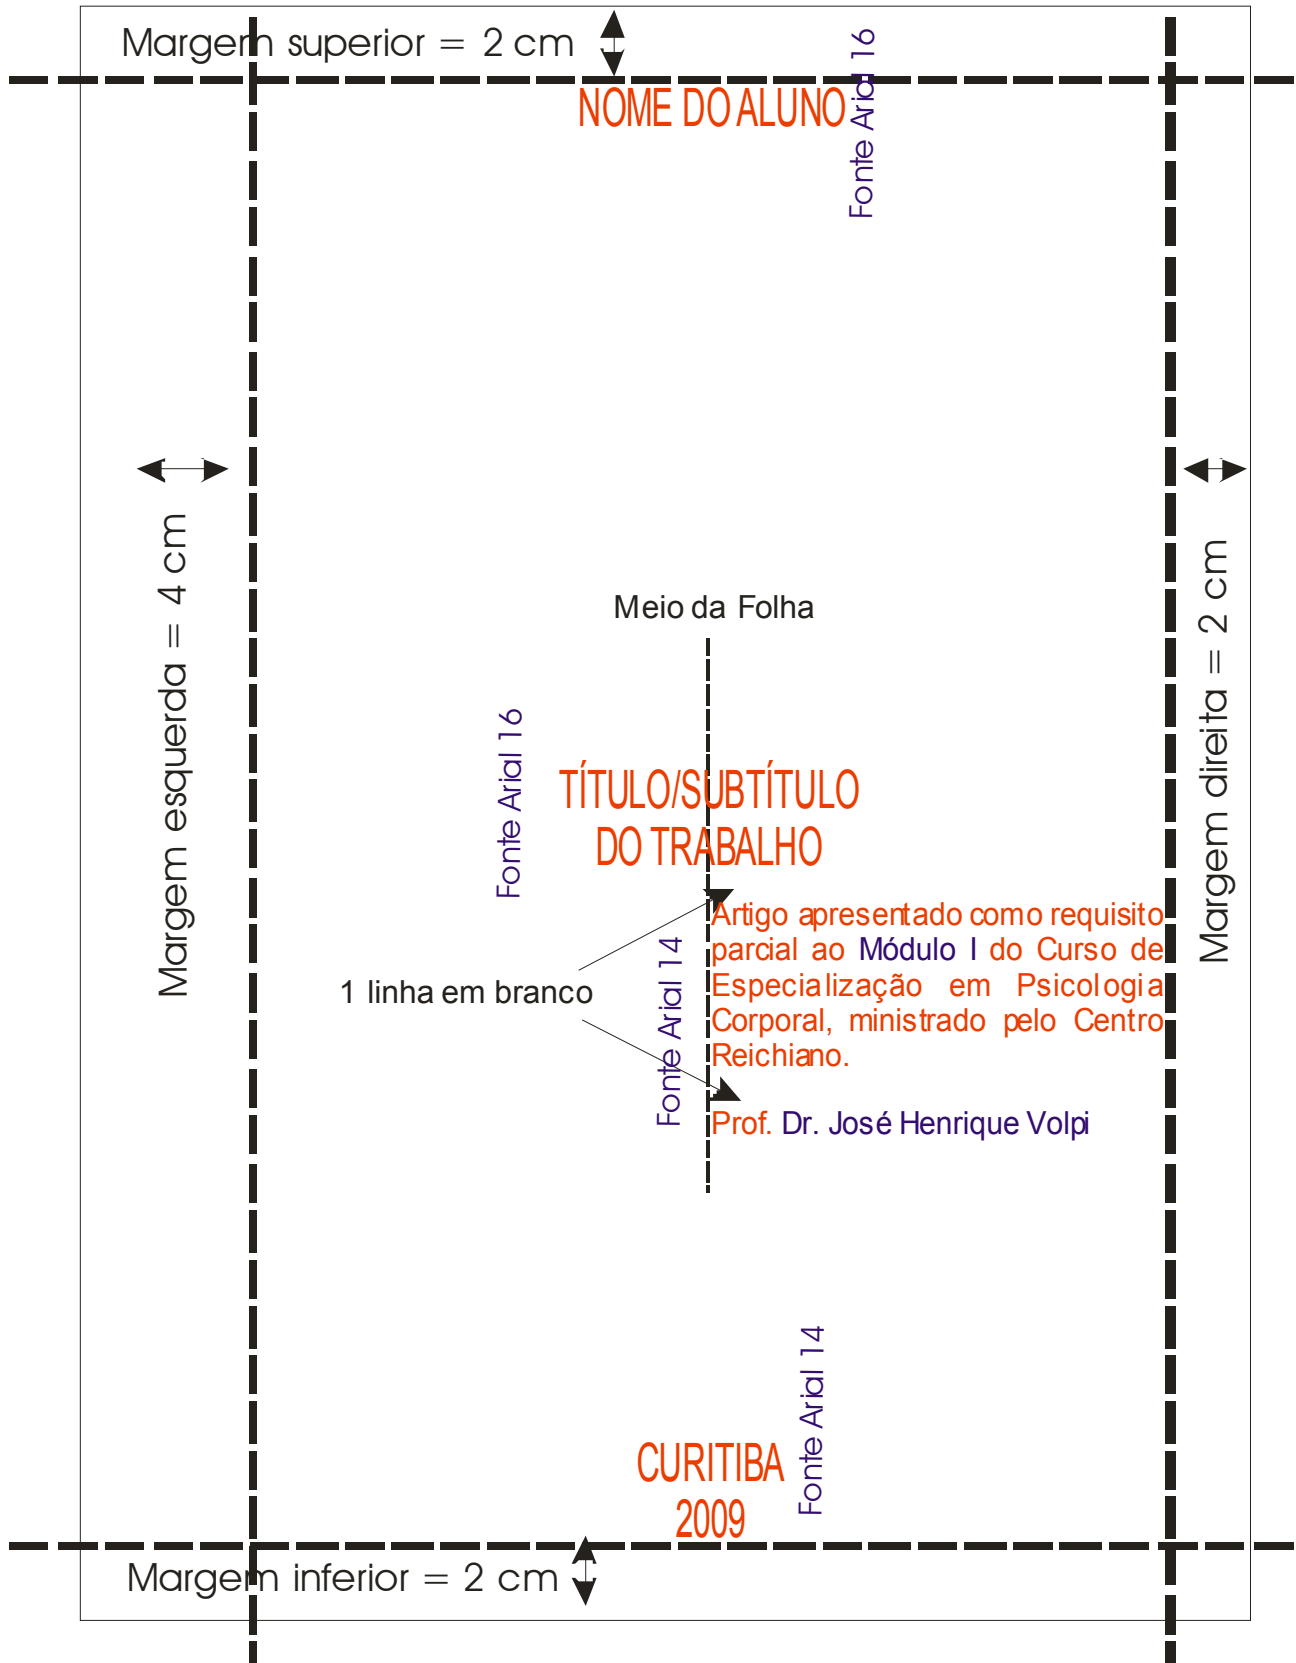 Margem superior = 2 cm
NOME DO ALUNO
Fonte Arial 16
Margem esquerda = 4 cm
Margem direita = 2 cm
Meio da Folha
Fonte Arial 16
TÍTULO/SUBTÍTULO
DO TRABALHO
1 linha em branco
Fonte Arial 14
Artigo apresentado como requisito
parcial ao Módulo I do Curso de
Especialização em Psicologia
Corporal, ministrado pelo Centro
Reichiano.
Prof. Dr. José Henrique Volpi
Fonte Arial 14
CURITIBA
2009
Margem inferior = 2 cm